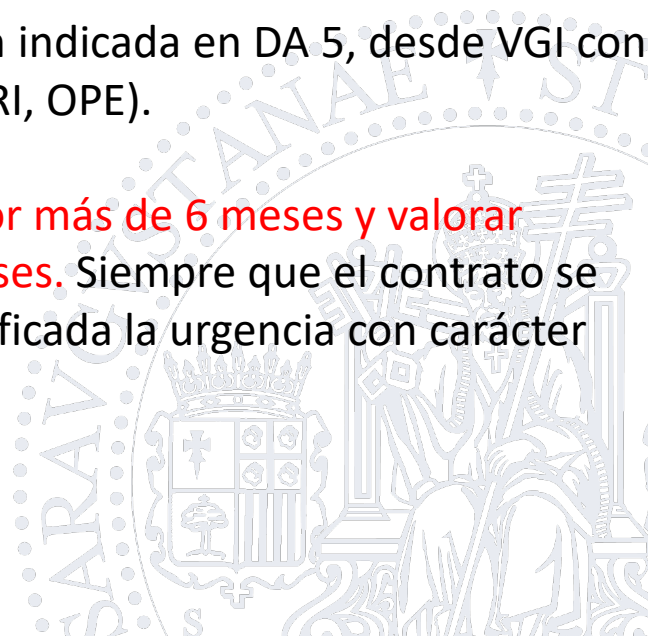 indicada en DA 5, desde VGI con
RI, OPE).
or más de 6 meses y valorar
ses. Siempre que el contrato se
ficada la urgencia con carácter